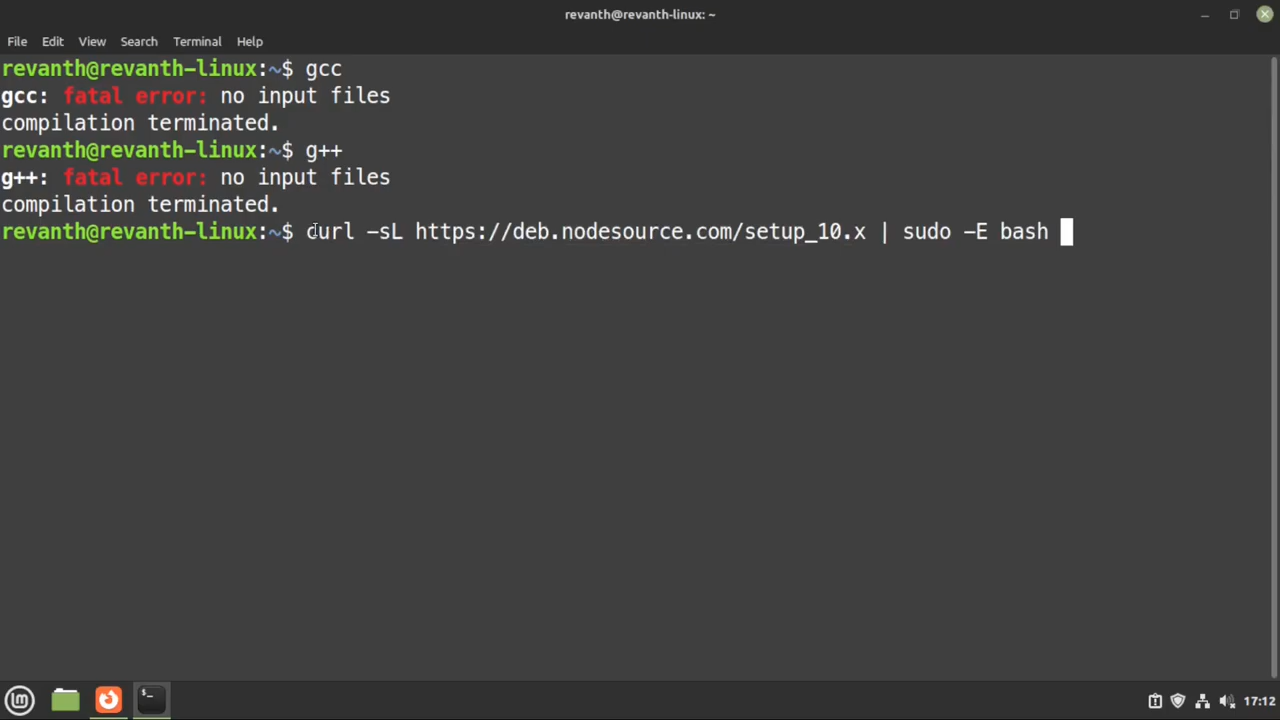 revanth@revanth-linux: ~
File Edit View Search Terminal Help
revanth@revanth-linux:~$ gcc
gcc: fatal error: no input files
compilation terminated.
revanth@revanth-linux:~$ g++
g++: fatal error: no input files
compilation terminated.
revanth@revanth-linux:~$ curl -sL https://deb.nodesource.com/setup_10.x | sudo -E bash
17:12